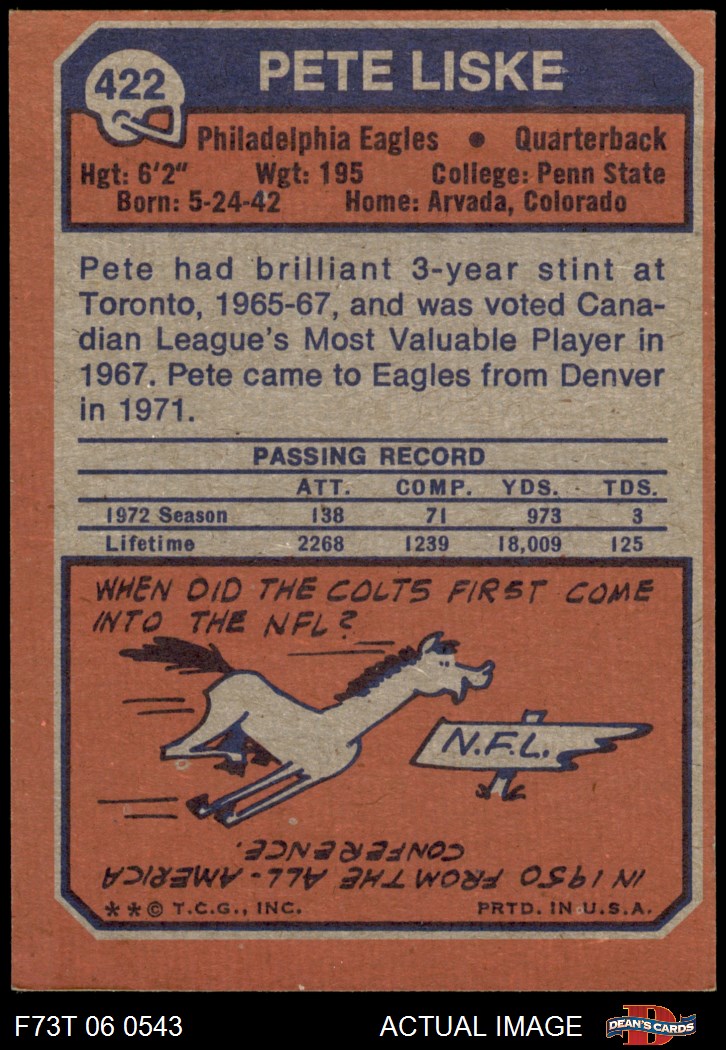 422
PETE LISKE
Philadelphia Eagles • Quarterback
Hgt: 6'2" Wgt: 195 College: Penn State
Born: 5-24-42 Home: Arvada, Colorado
Pete had brilliant 3-year stint at
Toronto, 1965-67, and was voted Cana-
dian League's Most Valuable Player in
1967. Pete came to Eagles from Denver
in 1971.
PASSING RECORD
ATT. COMP. YDS. TDS.
1972 Season 138 71 973 3
Lifetime 2268 1239 18,009 125
WHEN DID THE COLTS FIRST COME
INTO THE NFL?
N.F.L.
IN 1950 FROM THE ALL-AMERICA
CONFERENCE.
**© T.C.G., INC. PRTD. IN U.S.A.
F73T 06 0543 ACTUAL IMAGE D DEAN'S CARDS